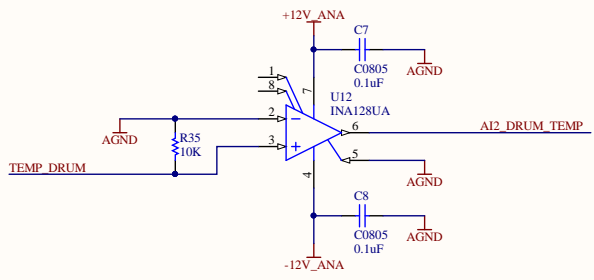 +12V_ANA
C7
C0805
0.1uF
AGND
1
8
7
U12
INA128UA
2
6
AI2_DRUM_TEMP
AGND
R35
10K
3
5
TEMP_DRUM
4
AGND
C8
C0805
0.1uF
AGND
-12V_ANA